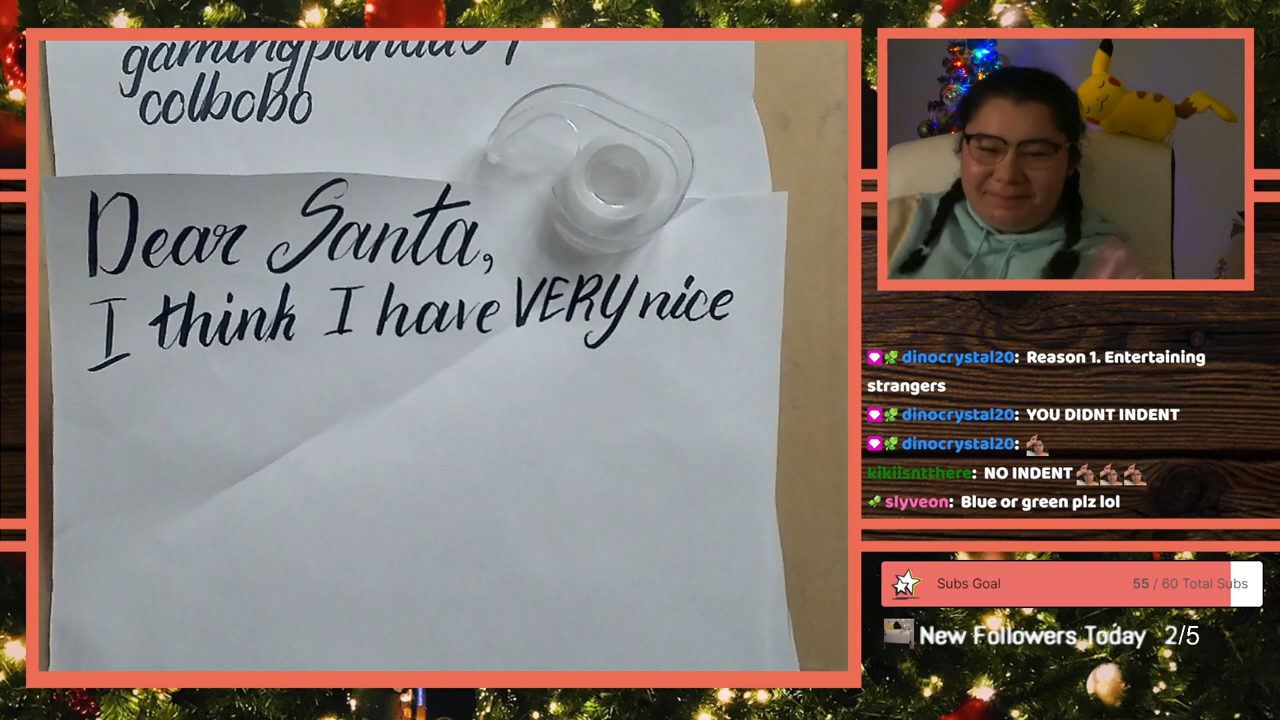 colbobo
Dear Santa,
I think I have VERY nice
dinocrystal20: Reason 1. Entertaining
strangers
dinocrystal20: YOU DIDNT INDENT
dinocrystal20:
kikiisntthere: NO INDENT
slyveon: Blue or green plz lol
Subs Goal 55 / 60 Total Subs
New Followers Today 2/5